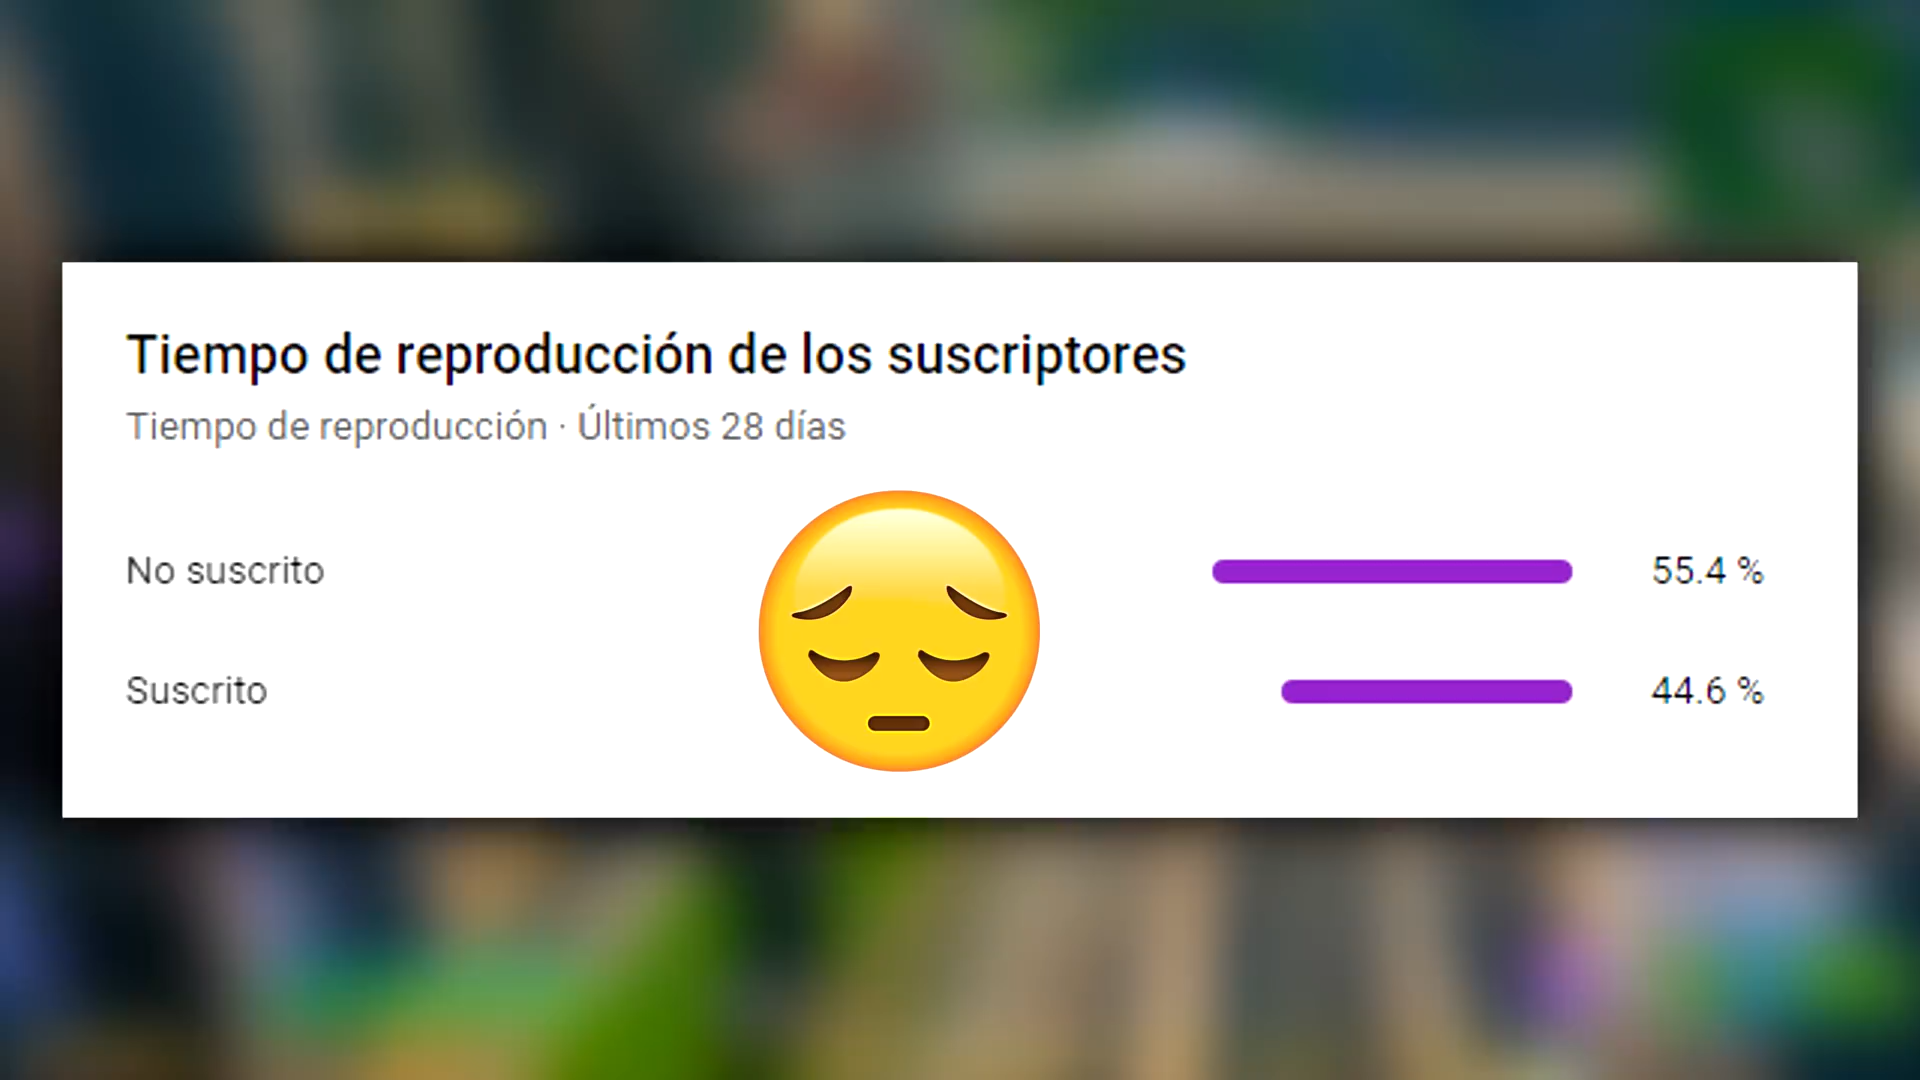 Tiempo de reproducción de los suscriptores
Tiempo de reproducción · Últimos 28 días
No suscrito 55.4 %
Suscrito 44.6 %